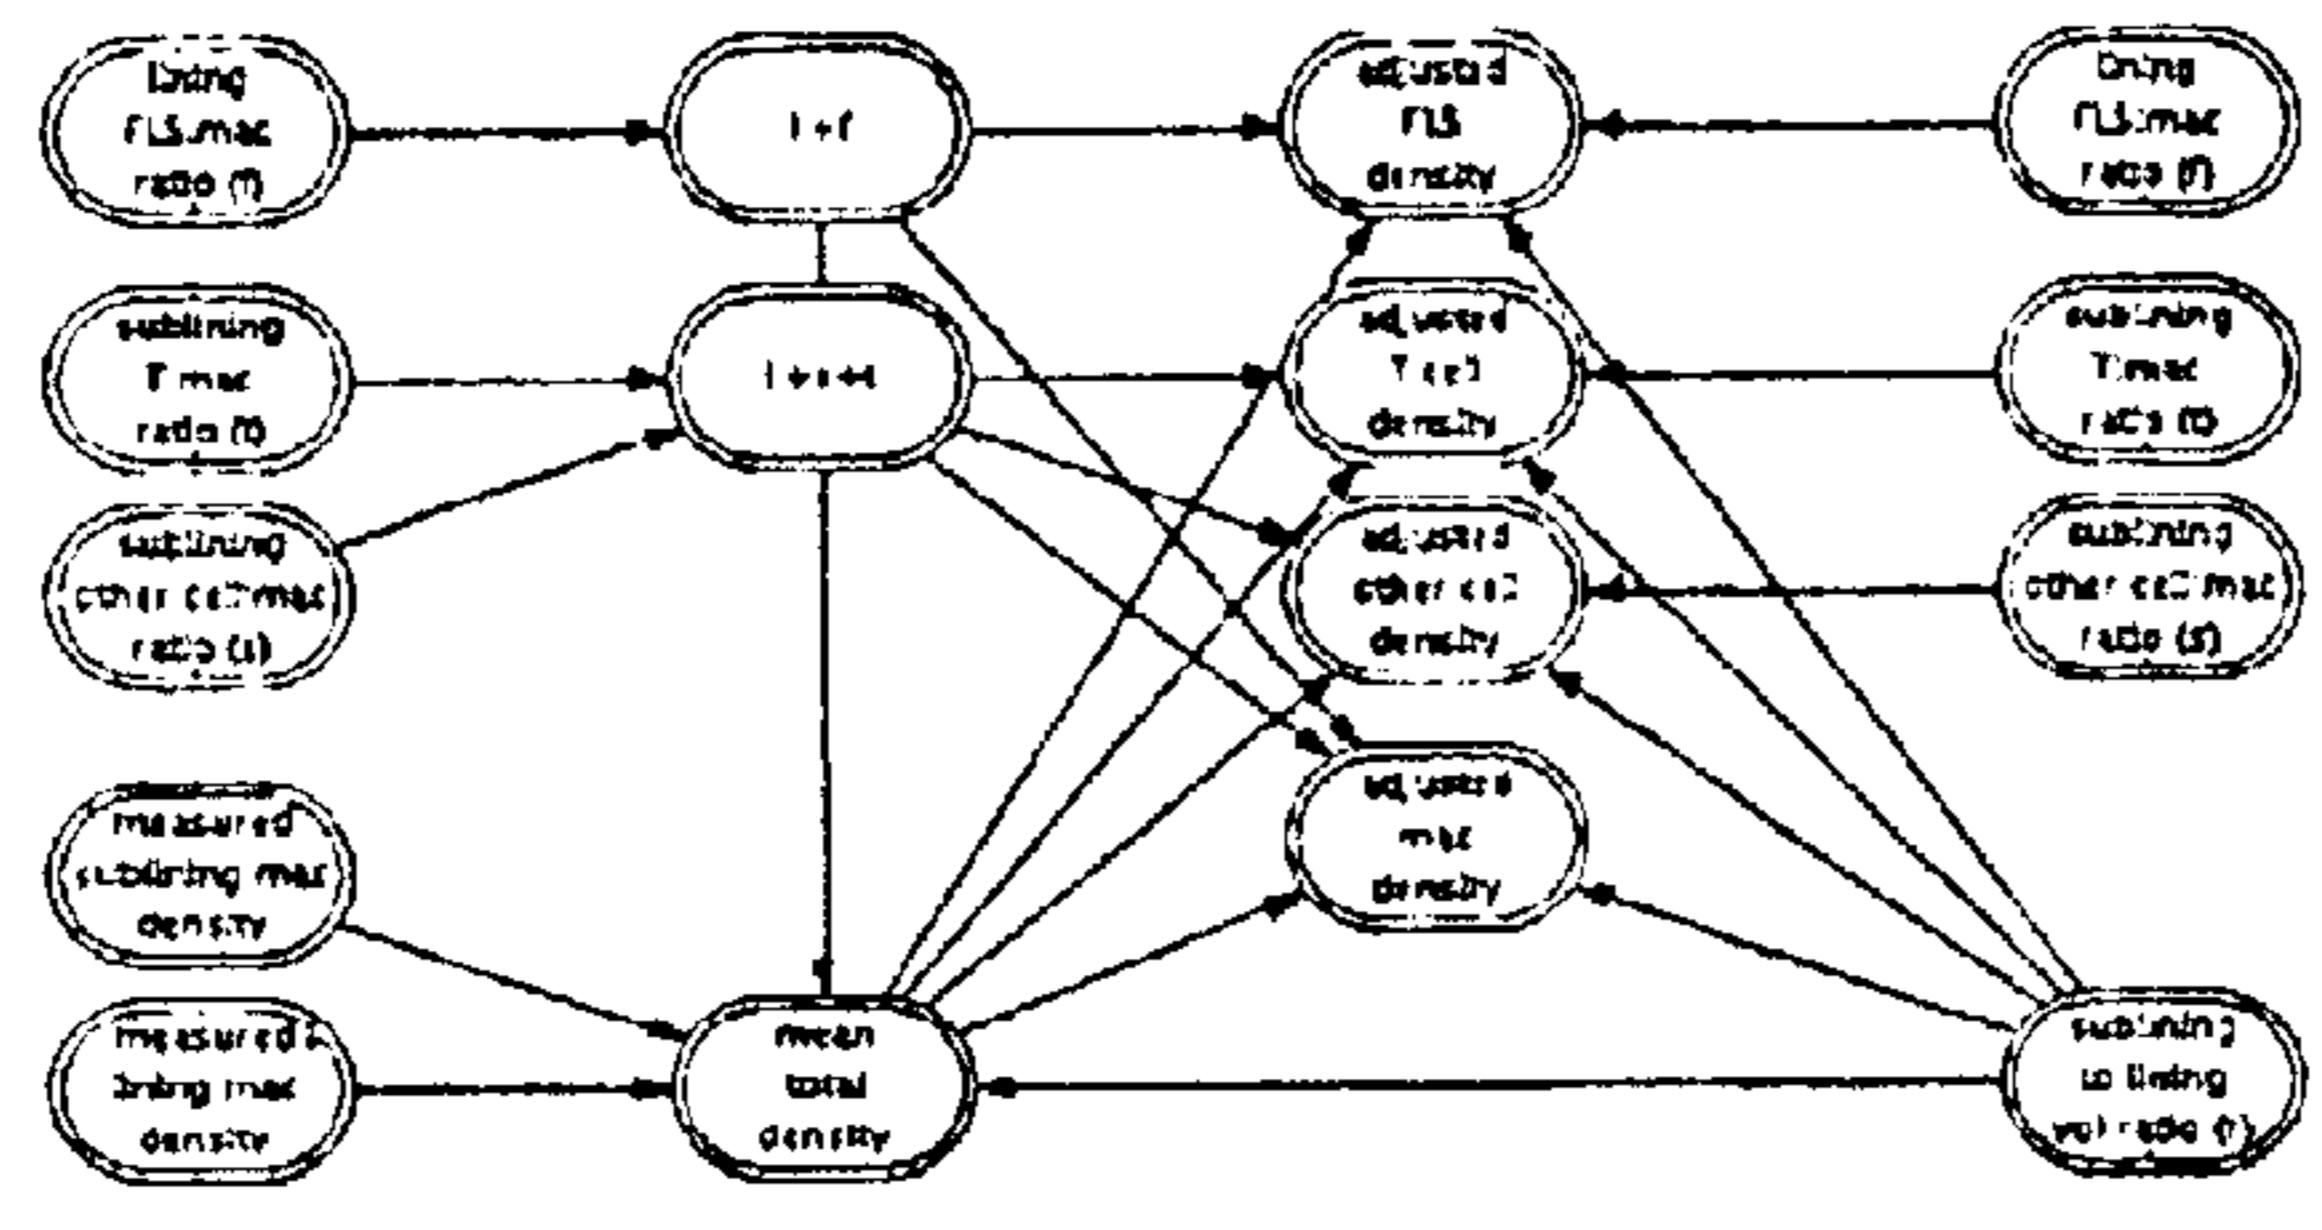 lining
FLS:mac
ratio (f)
1 + f
adjusted
FLS
density
lining
FLS:mac
ratio (f)
sublining
T:mac
ratio (t)
adjusted
T cell
density
sublining
T:mac
ratio (t)
sublining
other cell:mac
ratio (s)
adjusted
other cell
density
sublining
other cell:mac
ratio (s)
measured
sublining mac
density
adjusted
mac
density
measured
lining mac
density
mean
total
density
sublining
to lining
vol ratio (r)